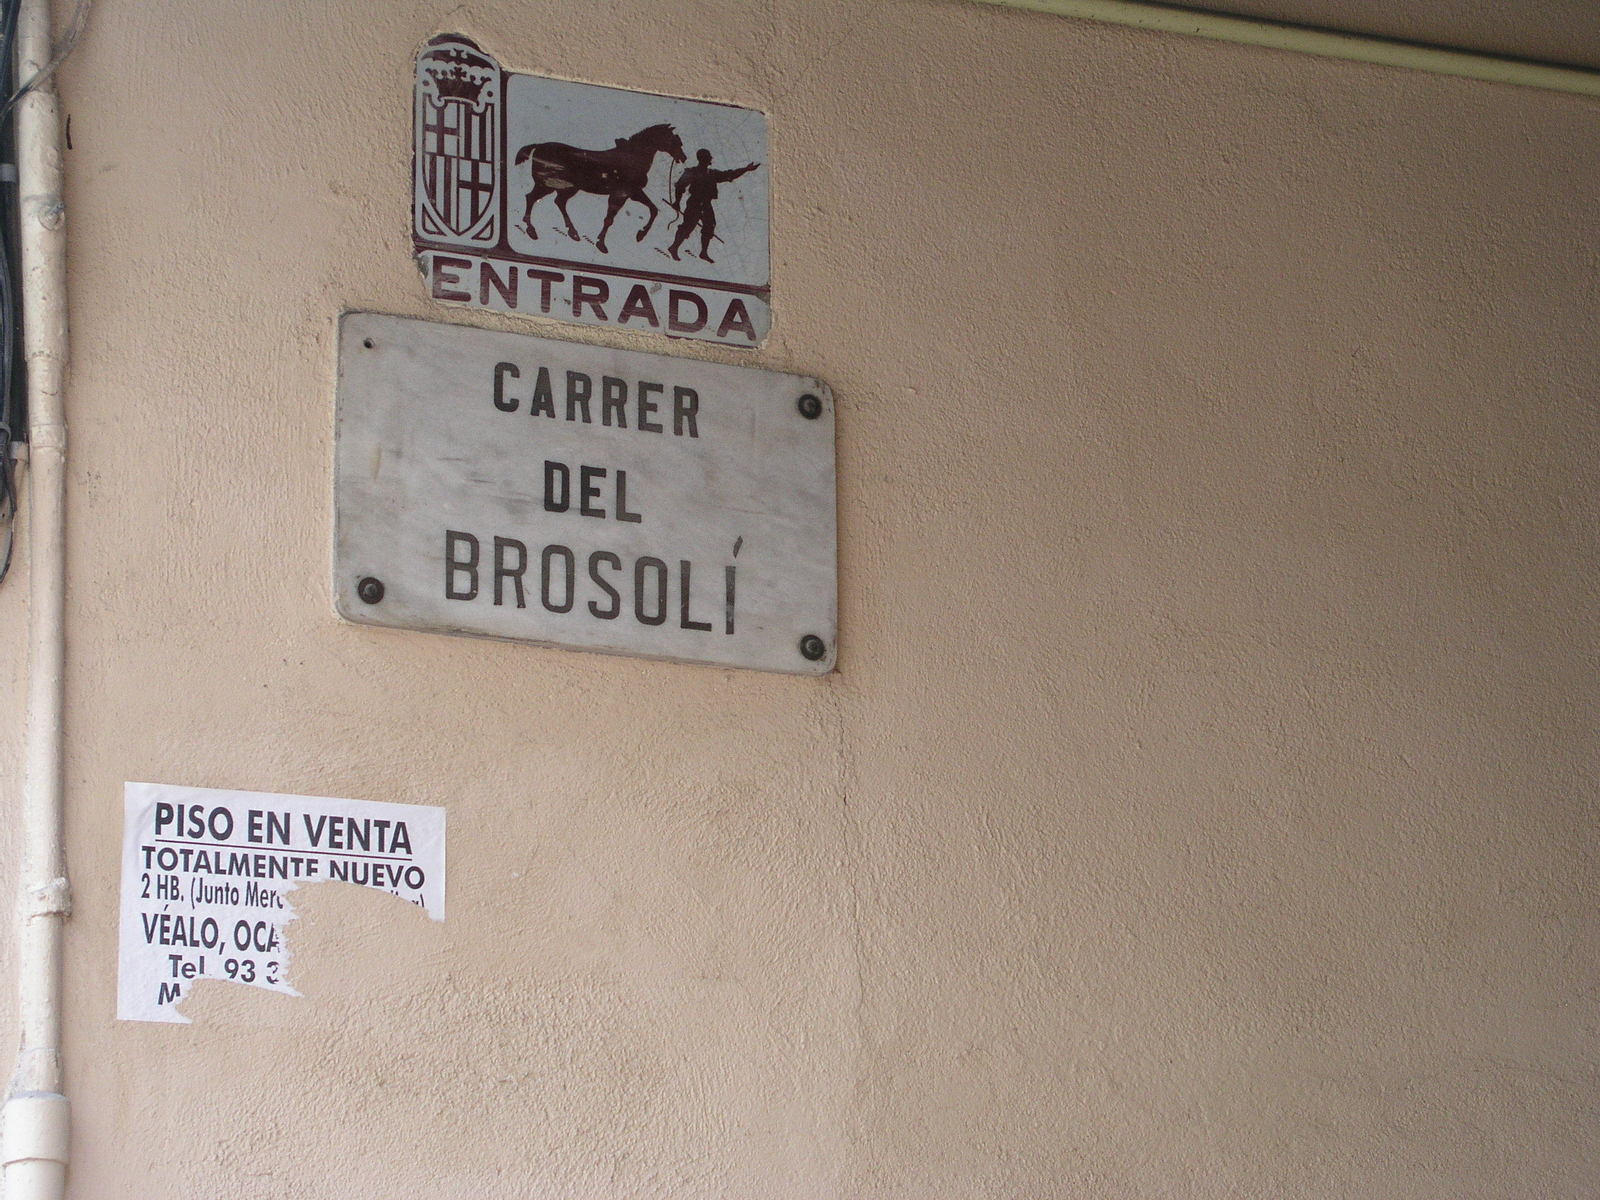 ENTRADA
CARRER
DEL
BROSOLÍ
PISO EN VENTA
TOTALMENTE NUEVO
2 HB. (Junto
VÉALO,
Tel. 93